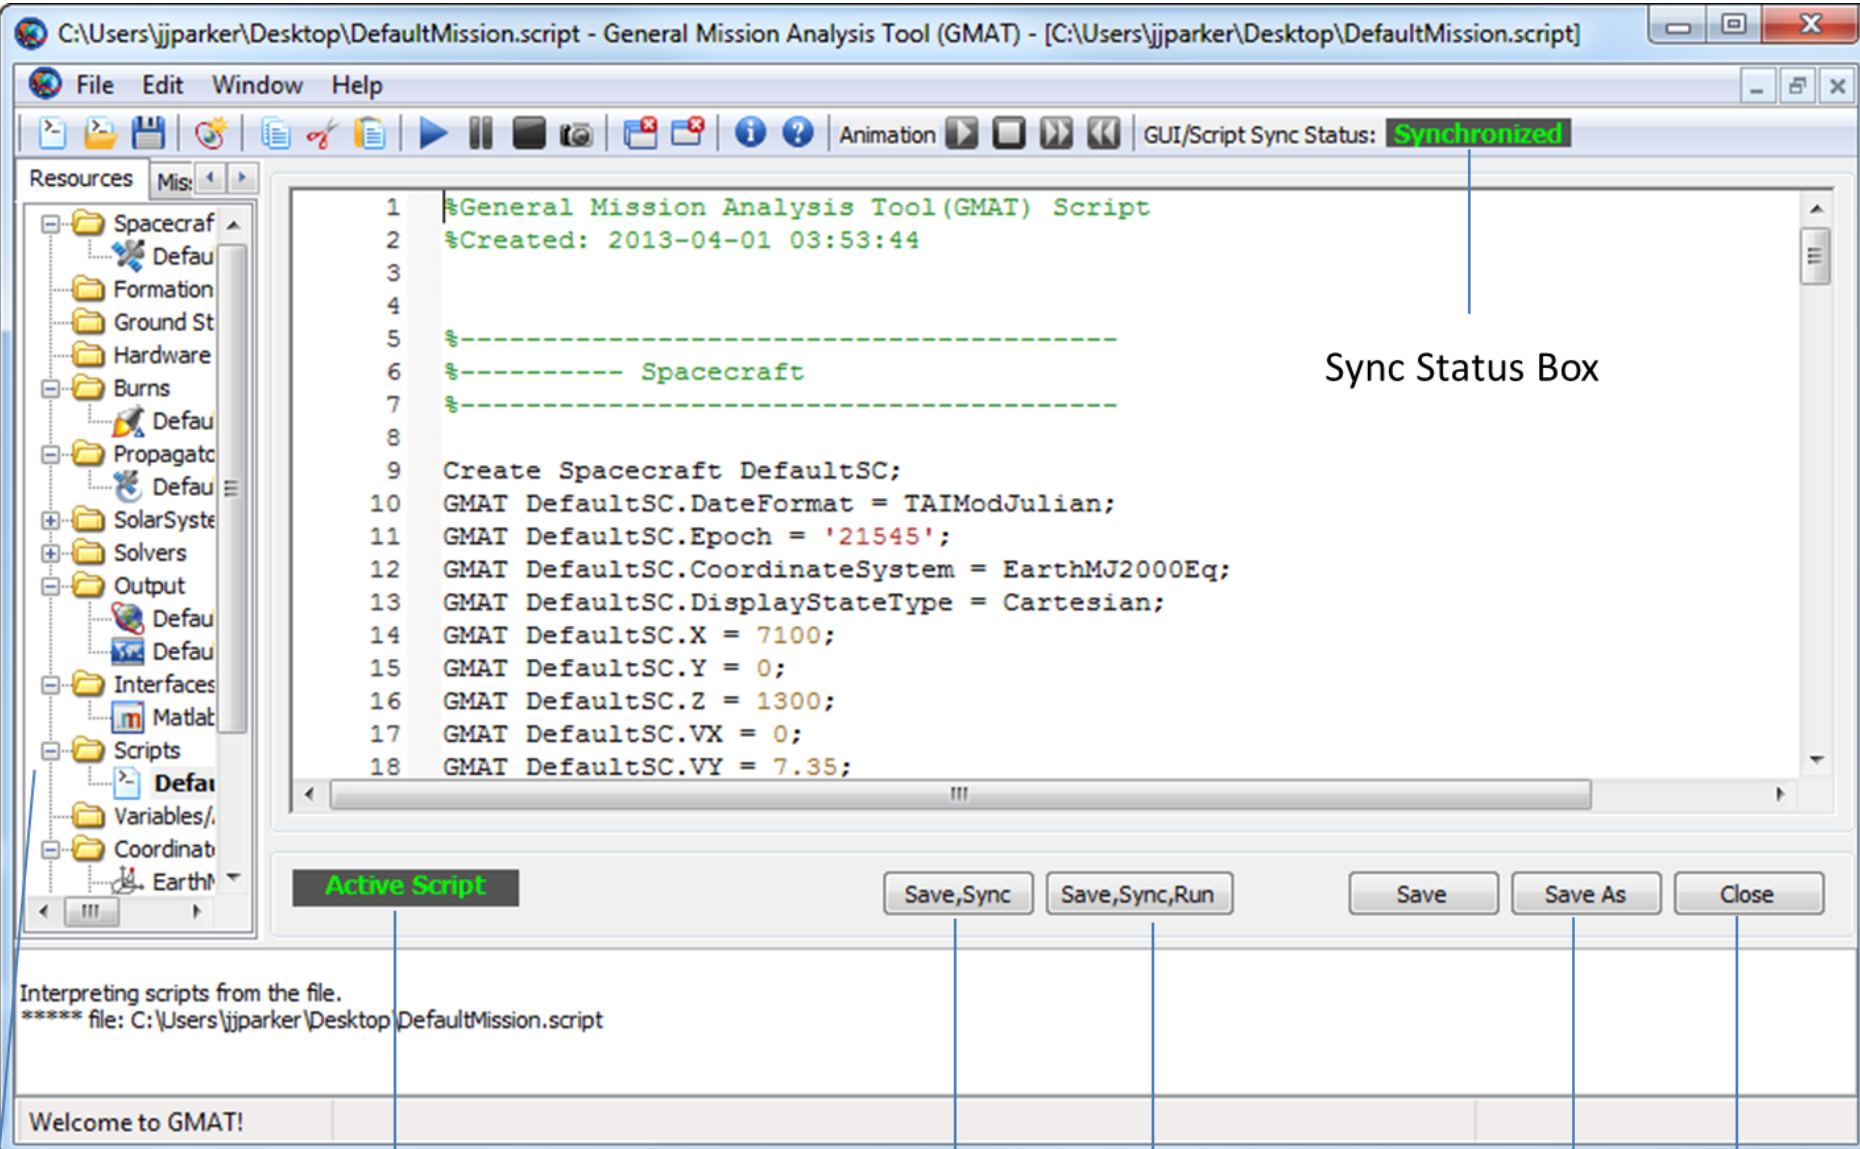 C:\Users\jjparker\Desktop\DefaultMission.script - General Mission Analysis Tool (GMAT) - [C:\Users\jjparker\Desktop\DefaultMission.script]
File Edit Window Help
Animation GUI/Script Sync Status: Synchronized
Resources Mis
Spacecraf
Defau
Formation
Ground St
Hardware
Burns
Defau
Propagato
Defau
SolarSyste
Solvers
Output
Defau
Defau
Interfaces
Matlab
Scripts
Defau
Variables/
Coordinat
EarthM
1 %General Mission Analysis Tool(GMAT) Script
2 %Created: 2013-04-01 03:53:44
3
4
5 %----------------------------------------
6 %---------- Spacecraft
7 %----------------------------------------
8
9 Create Spacecraft DefaultSC;
10 GMAT DefaultSC.DateFormat = TAIModJulian;
11 GMAT DefaultSC.Epoch = '21545';
12 GMAT DefaultSC.CoordinateSystem = EarthMJ2000Eq;
13 GMAT DefaultSC.DisplayStateType = Cartesian;
14 GMAT DefaultSC.X = 7100;
15 GMAT DefaultSC.Y = 0;
16 GMAT DefaultSC.Z = 1300;
17 GMAT DefaultSC.VX = 0;
18 GMAT DefaultSC.VY = 7.35;
Sync Status Box
Active Script Save,Sync Save,Sync,Run Save Save As Close
Interpreting scripts from the file.
***** file: C:\Users\jjparker\Desktop\DefaultMission.script
Welcome to GMAT!